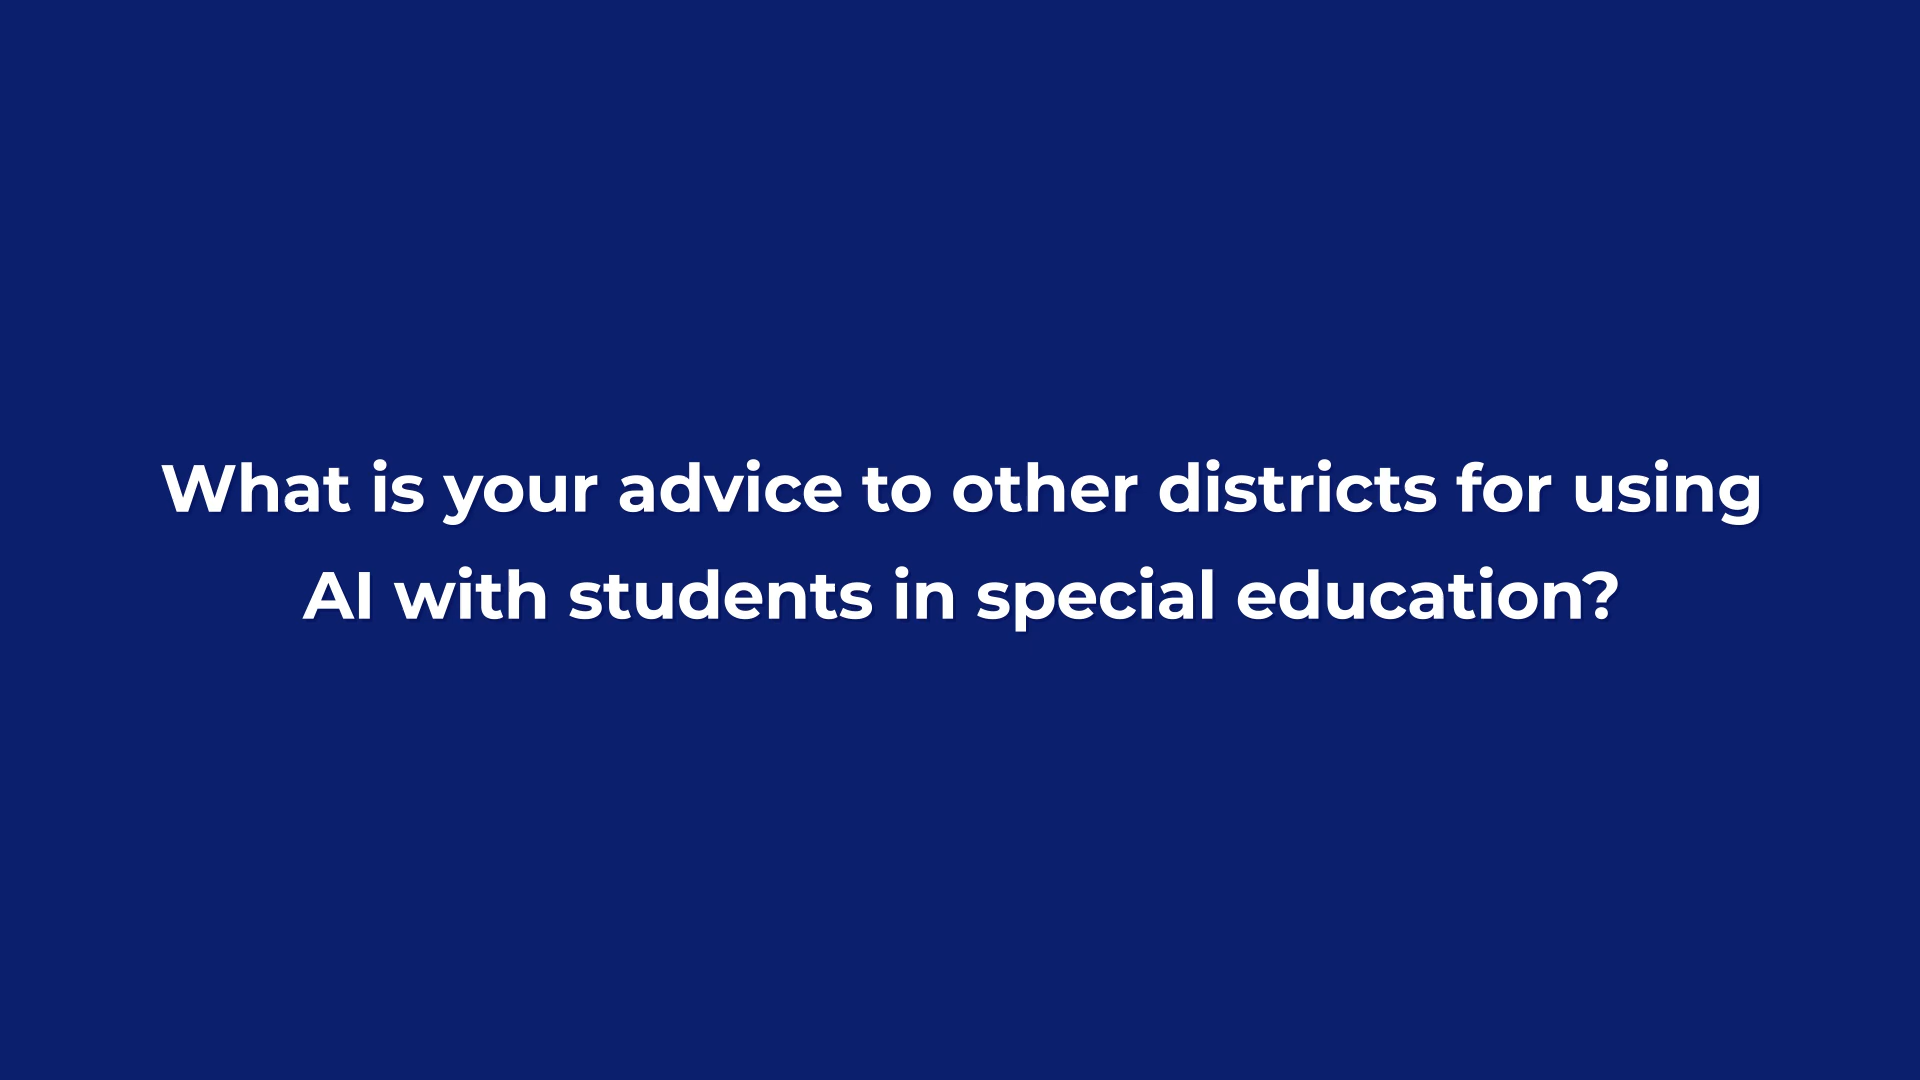 What is your advice to other districts for using
AI with students in special education?